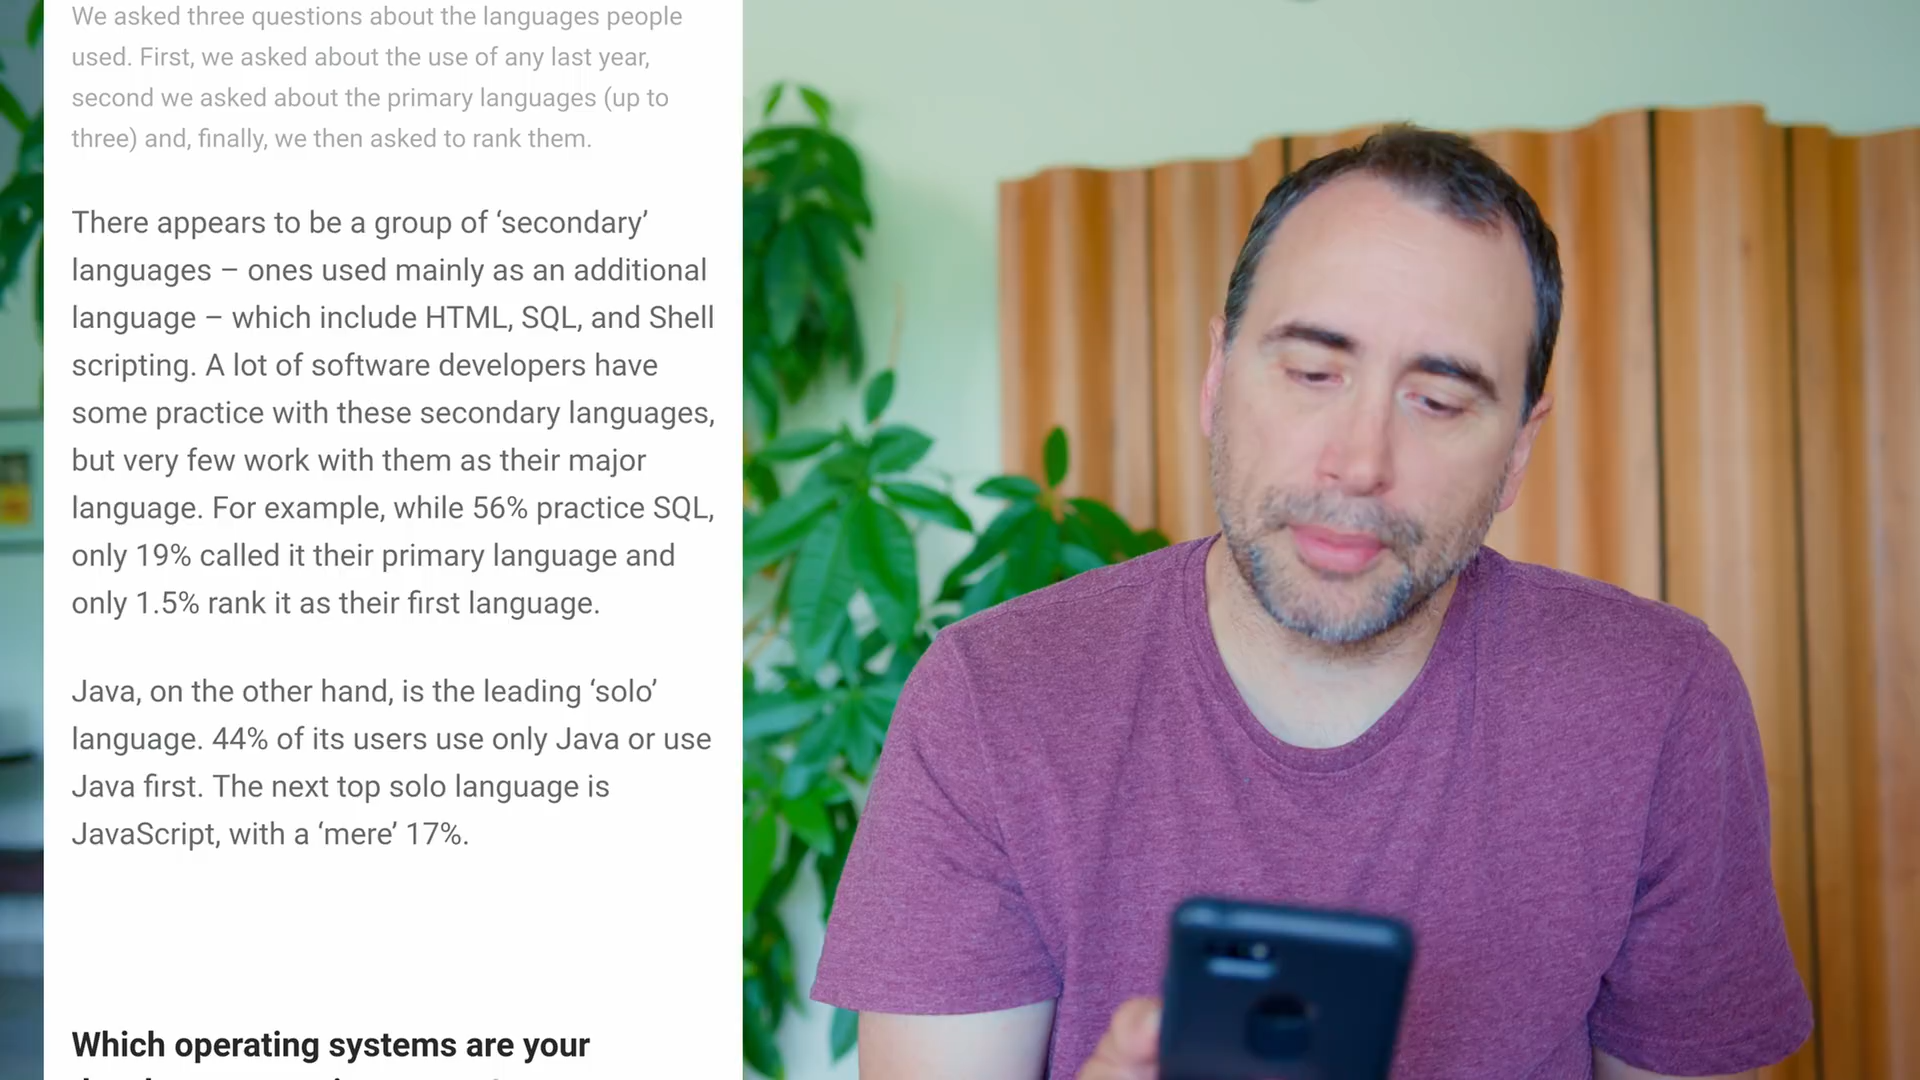 We asked three questions about the languages people
used. First, we asked about the use of any last year,
second we asked about the primary languages (up to
three) and, finally, we then asked to rank them.
There appears to be a group of ‘secondary’
languages – ones used mainly as an additional
language – which include HTML, SQL, and Shell
scripting. A lot of software developers have
some practice with these secondary languages,
but very few work with them as their major
language. For example, while 56% practice SQL,
only 19% called it their primary language and
only 1.5% rank it as their first language.
Java, on the other hand, is the leading ‘solo’
language. 44% of its users use only Java or use
Java first. The next top solo language is
JavaScript, with a ‘mere’ 17%.
Which operating systems are your